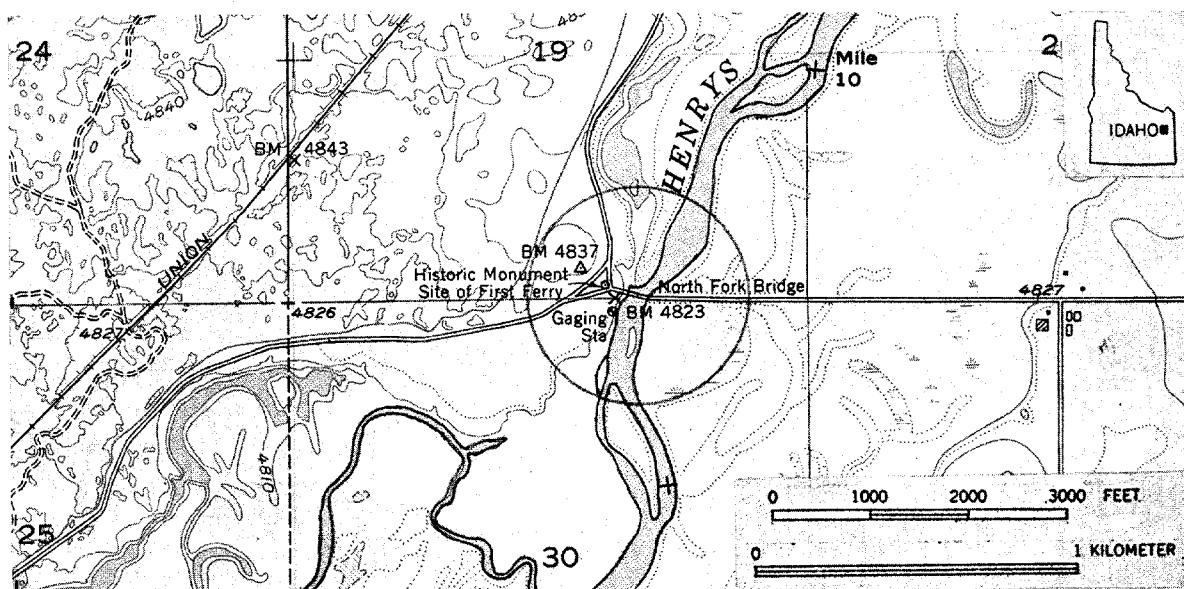 24
19
2
4840
HENRYS
Mile
10
IDAHO
BM 4843
UNION
BM 4837
Historic Monument
Site of First Ferry
North Fork Bridge
4827
4826
4827
BM 4823
Gaging
Sta
4810
25
30
0 1000 2000 3000 FEET
0 1 KILOMETER